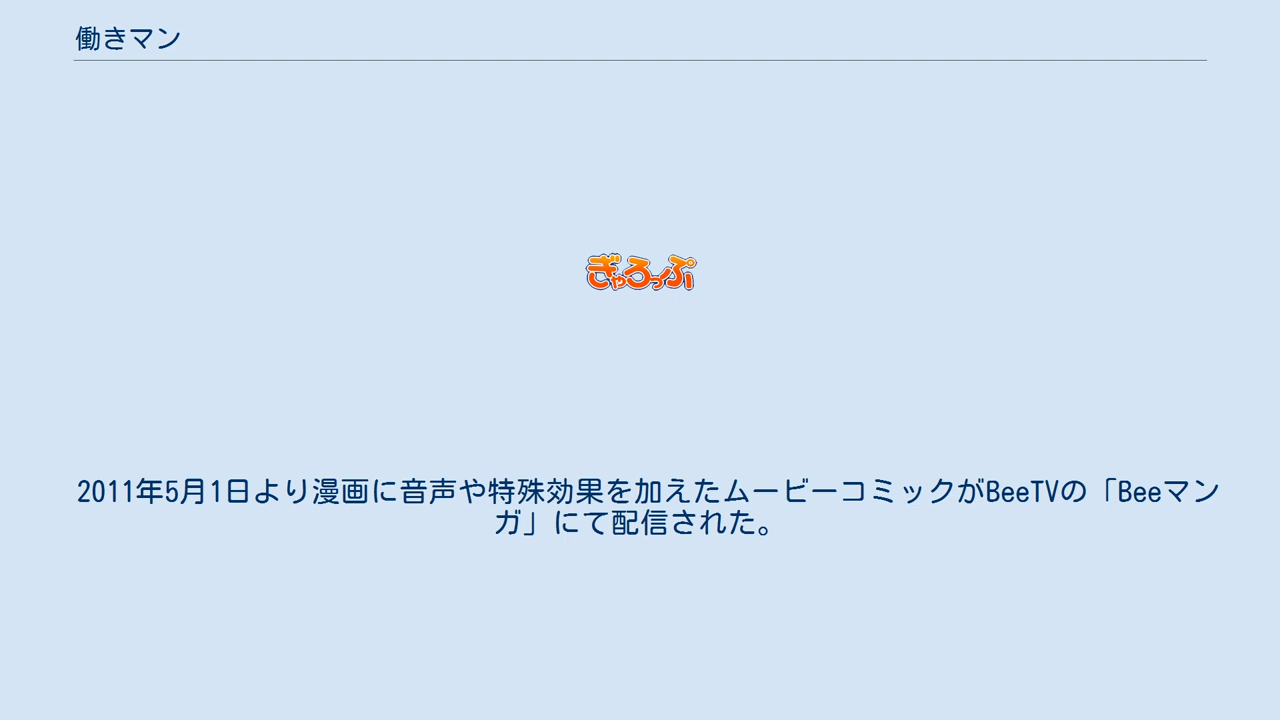 働きマン
ぎゃろっぷ
2011年5月1日より漫画に音声や特殊効果を加えたムービーコミックがBeeTVの「Beeマン
ガ」にて配信された。